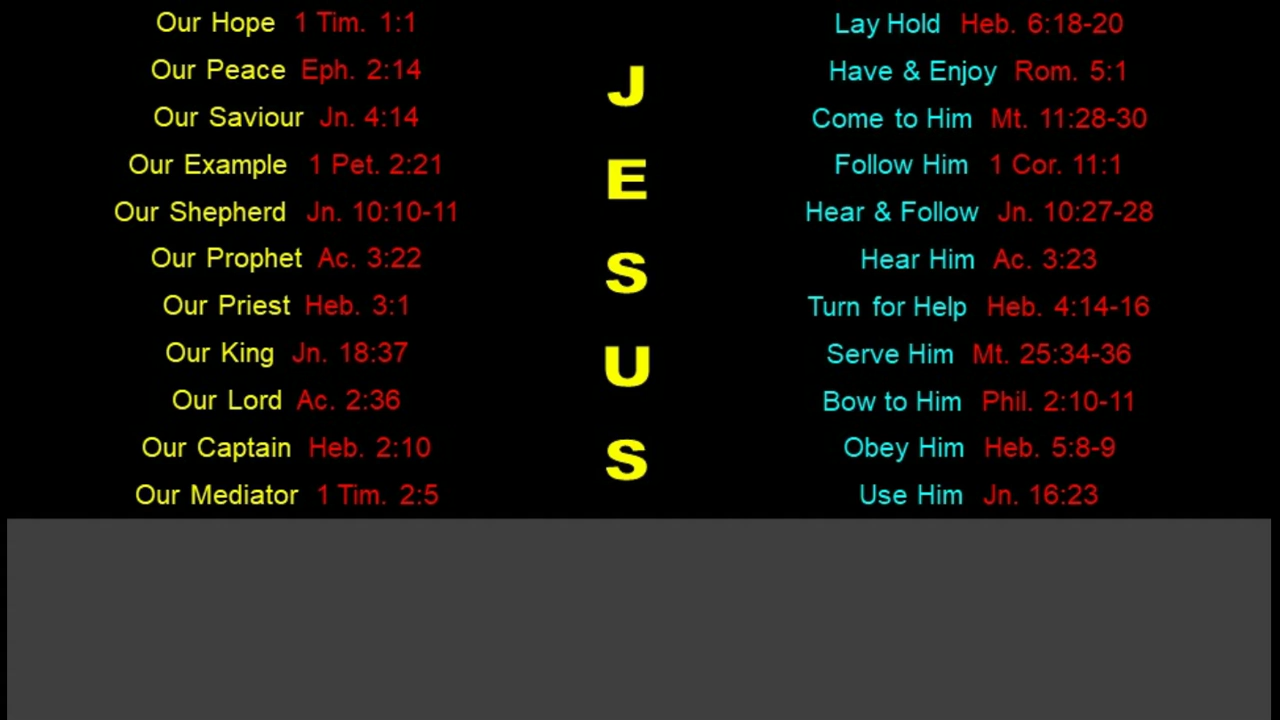 Our Hope 1 Tim. 1:1
Our Peace Eph. 2:14
Our Saviour Jn. 4:14
Our Example 1 Pet. 2:21
Our Shepherd Jn. 10:10-11
Our Prophet Ac. 3:22
Our Priest Heb. 3:1
Our King Jn. 18:37
Our Lord Ac. 2:36
Our Captain Heb. 2:10
Our Mediator 1 Tim. 2:5
J
E
S
U
S
Lay Hold Heb. 6:18-20
Have & Enjoy Rom. 5:1
Come to Him Mt. 11:28-30
Follow Him 1 Cor. 11:1
Hear & Follow Jn. 10:27-28
Hear Him Ac. 3:23
Turn for Help Heb. 4:14-16
Serve Him Mt. 25:34-36
Bow to Him Phil. 2:10-11
Obey Him Heb. 5:8-9
Use Him Jn. 16:23